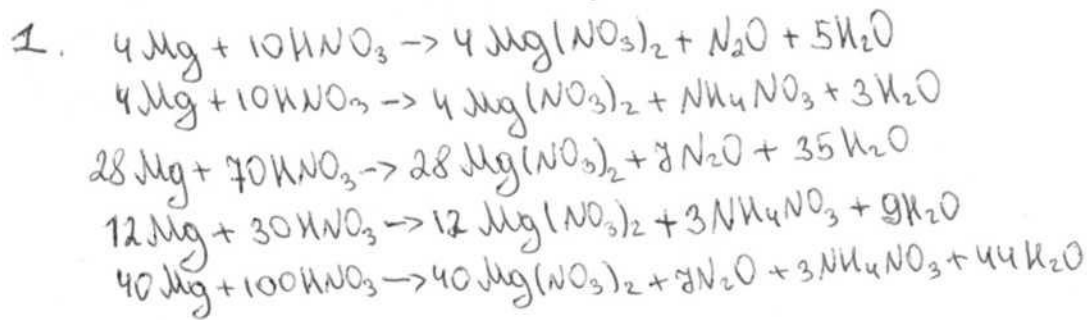 1. 4Mg + 10HNO₃ → 4Mg(NO₃)₂ + N₂O + 5H₂O
4Mg + 10HNO₃ → 4Mg(NO₃)₂ + NH₄NO₃ + 3H₂O
28Mg + 70HNO₃ → 28Mg(NO₃)₂ + 7N₂O + 35H₂O
12Mg + 30HNO₃ → 12Mg(NO₃)₂ + 3NH₄NO₃ + 9H₂O
40Mg + 100HNO₃ → 40Mg(NO₃)₂ + 7N₂O + 3NH₄NO₃ + 44H₂O